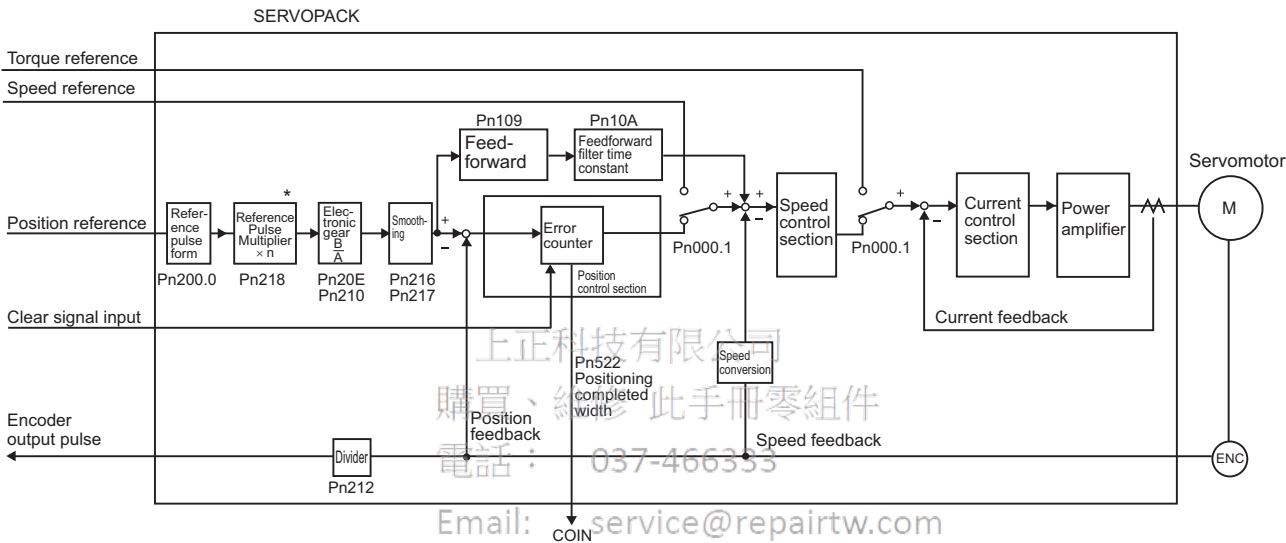 SERVOPACK
Torque reference
Speed reference
Pn109
Feed-
forward
Pn10A
Feedforward
filter time
constant
Servomotor
M
Position reference
Refer-
ence
pulse
form
Pn200.0
*
Reference
Pulse
Multiplier
× n
Pn218
Elec-
tronic
gear
B
A
Pn20E
Pn210
Smooth-
ing
Pn216
Pn217
+
−
Error
counter
Position
control section
Pn000.1
+
+
−
Speed
control
section
Pn000.1
+
−
Current
control
section
Power
amplifier
Clear signal input
Current feedback
上正科技有限公司
Pn522
Positioning
completed
width
Speed
conversion
購買、維修 此手冊零組件
Encoder
output pulse
Position
feedback
Speed feedback
電話： 037-466333
Divider
Pn212
ENC
Email: service@repairtw.com
COIN